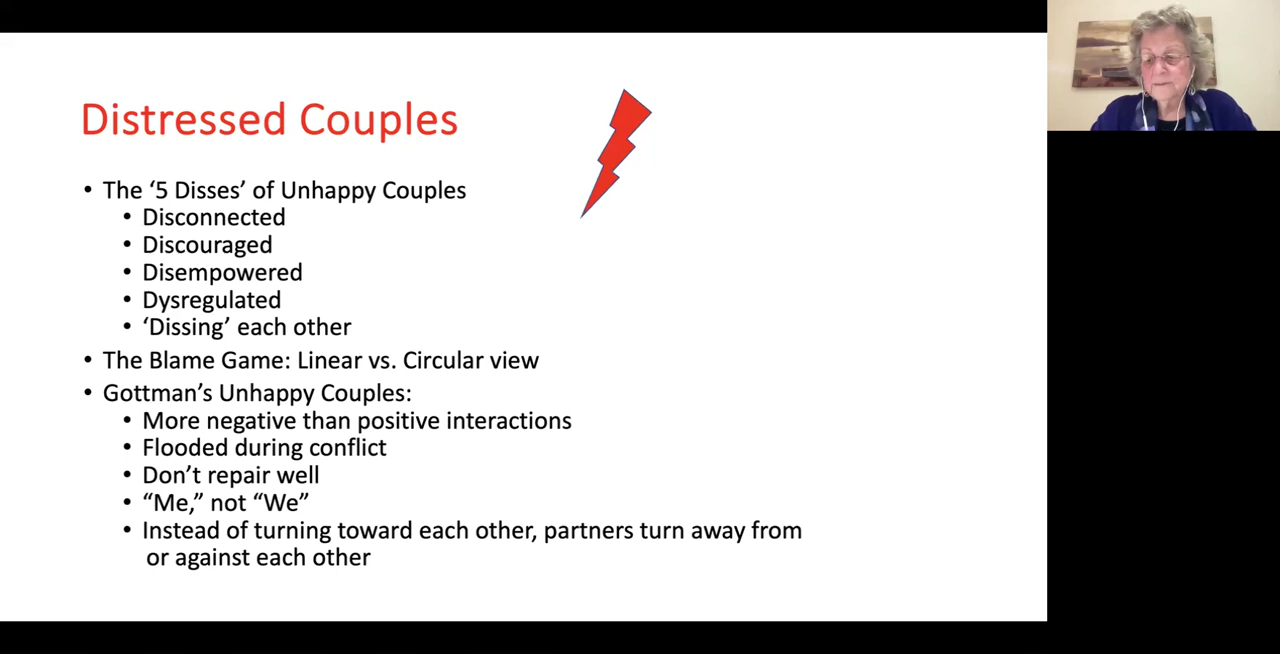 Distressed Couples
• The ‘5 Disses’ of Unhappy Couples
• Disconnected
• Discouraged
• Disempowered
• Dysregulated
• ‘Dissing’ each other
• The Blame Game: Linear vs. Circular view
• Gottman’s Unhappy Couples:
• More negative than positive interactions
• Flooded during conflict
• Don’t repair well
• “Me,” not “We”
• Instead of turning toward each other, partners turn away from
or against each other